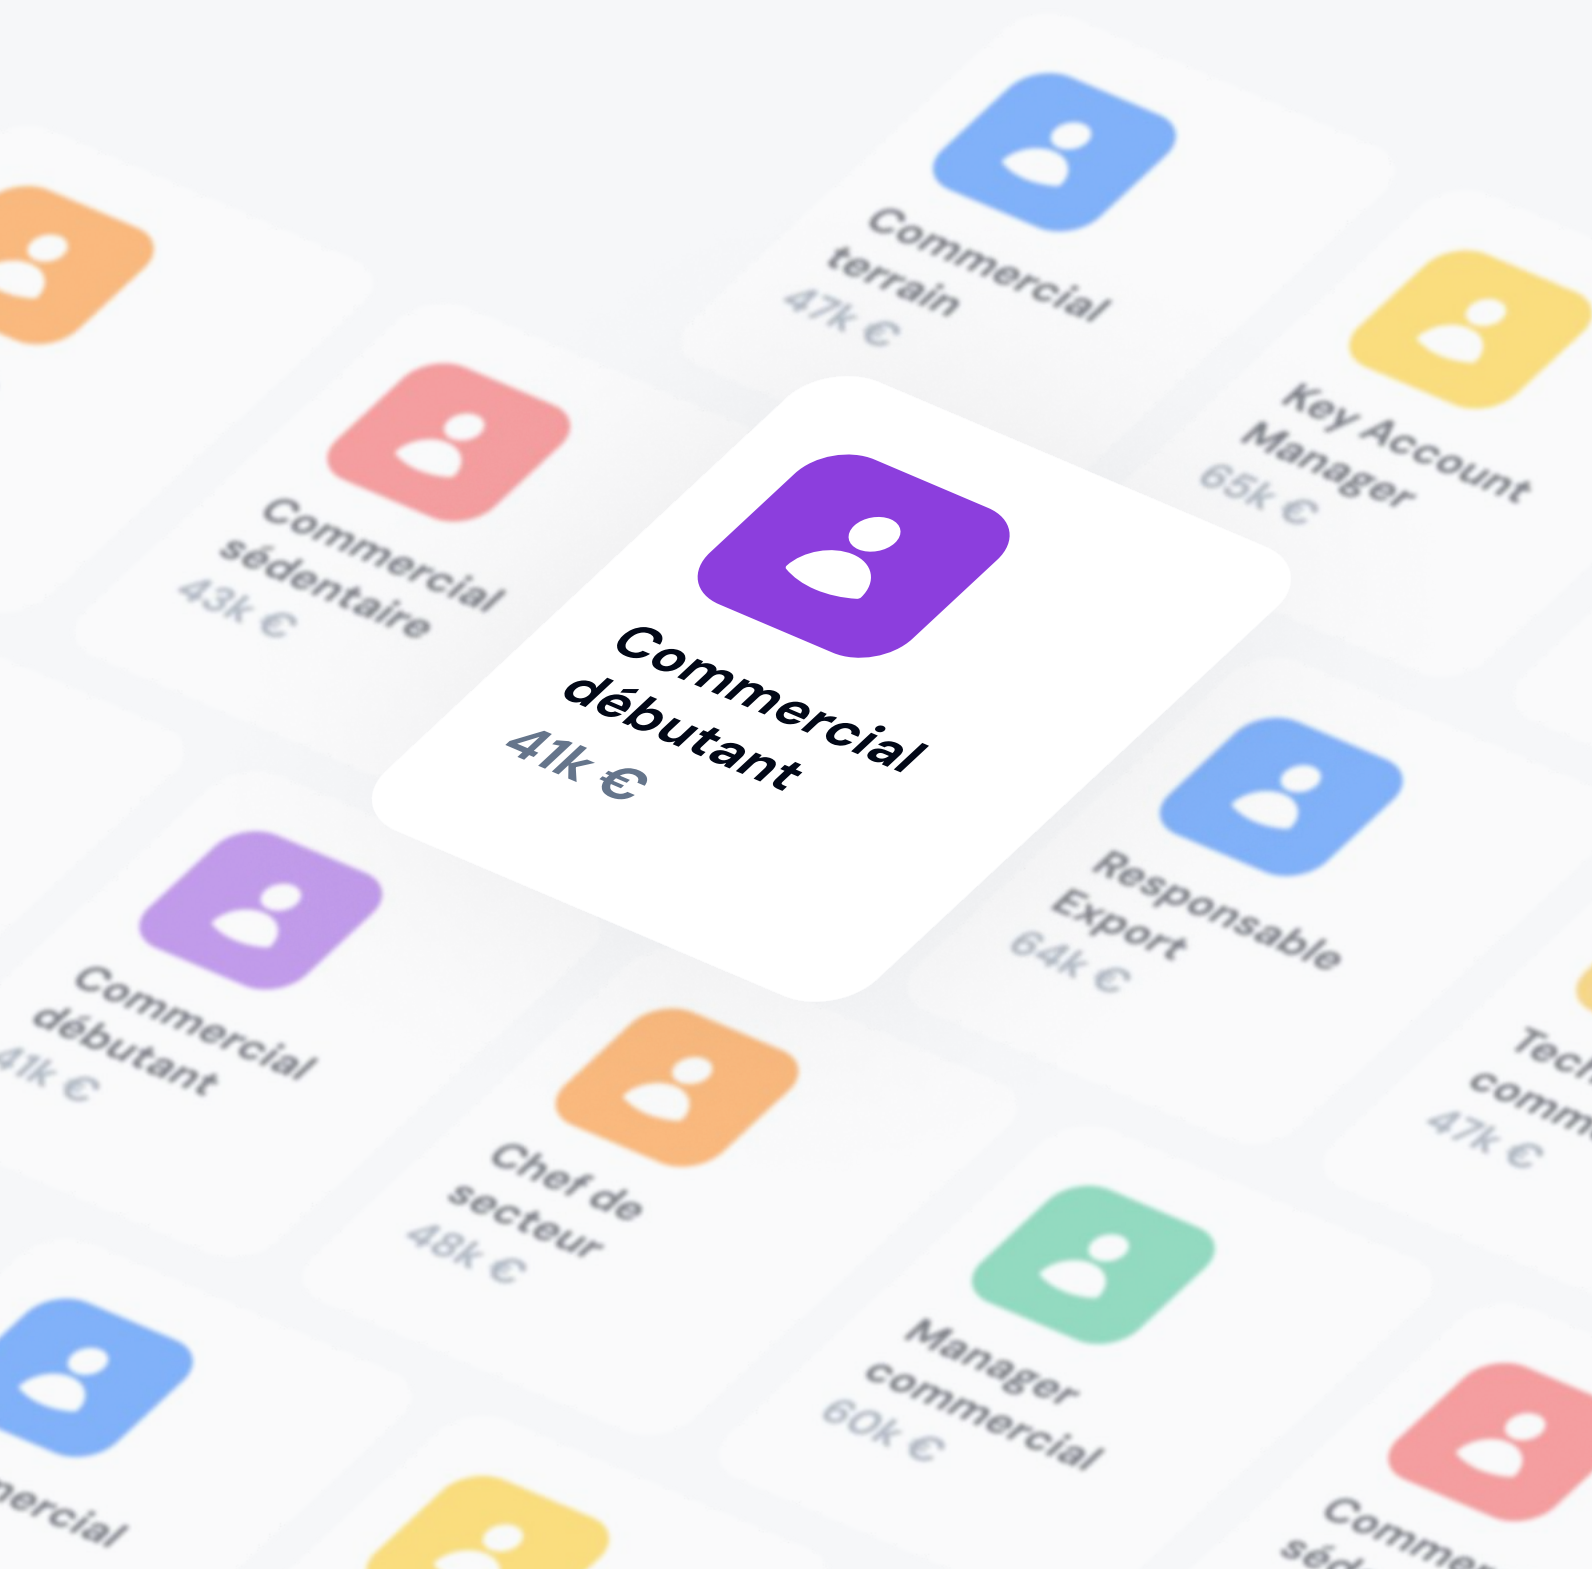 Commercial
terrain
47k €
Key Account
Manager
65k €
Commercial
sédentaire
43k €
Commercial
débutant
41k €
Responsable
Export
64k €
Commercial
débutant
41k €
Chef de
secteur
48k €
47k €
Manager
commercial
60k €